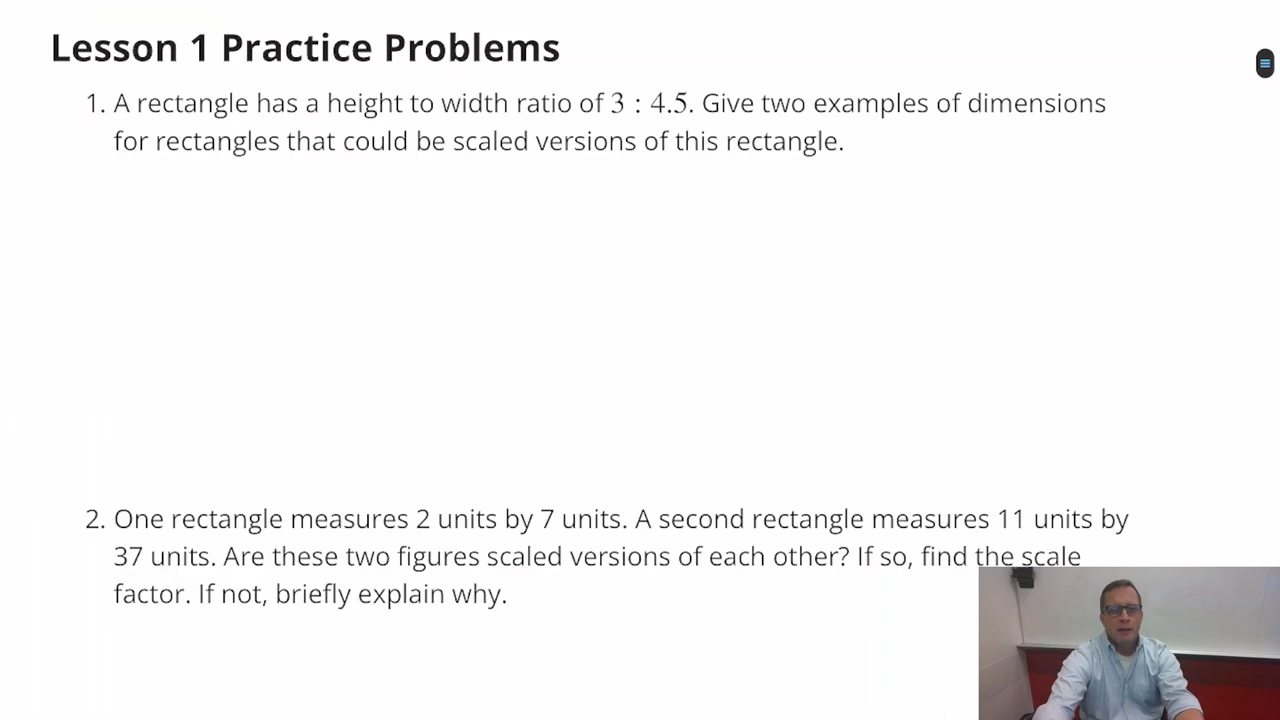 Lesson 1 Practice Problems
1. A rectangle has a height to width ratio of 3 : 4.5. Give two examples of dimensions
for rectangles that could be scaled versions of this rectangle.
2. One rectangle measures 2 units by 7 units. A second rectangle measures 11 units by
37 units. Are these two figures scaled versions of each other? If so, find the scale
factor. If not, briefly explain why.